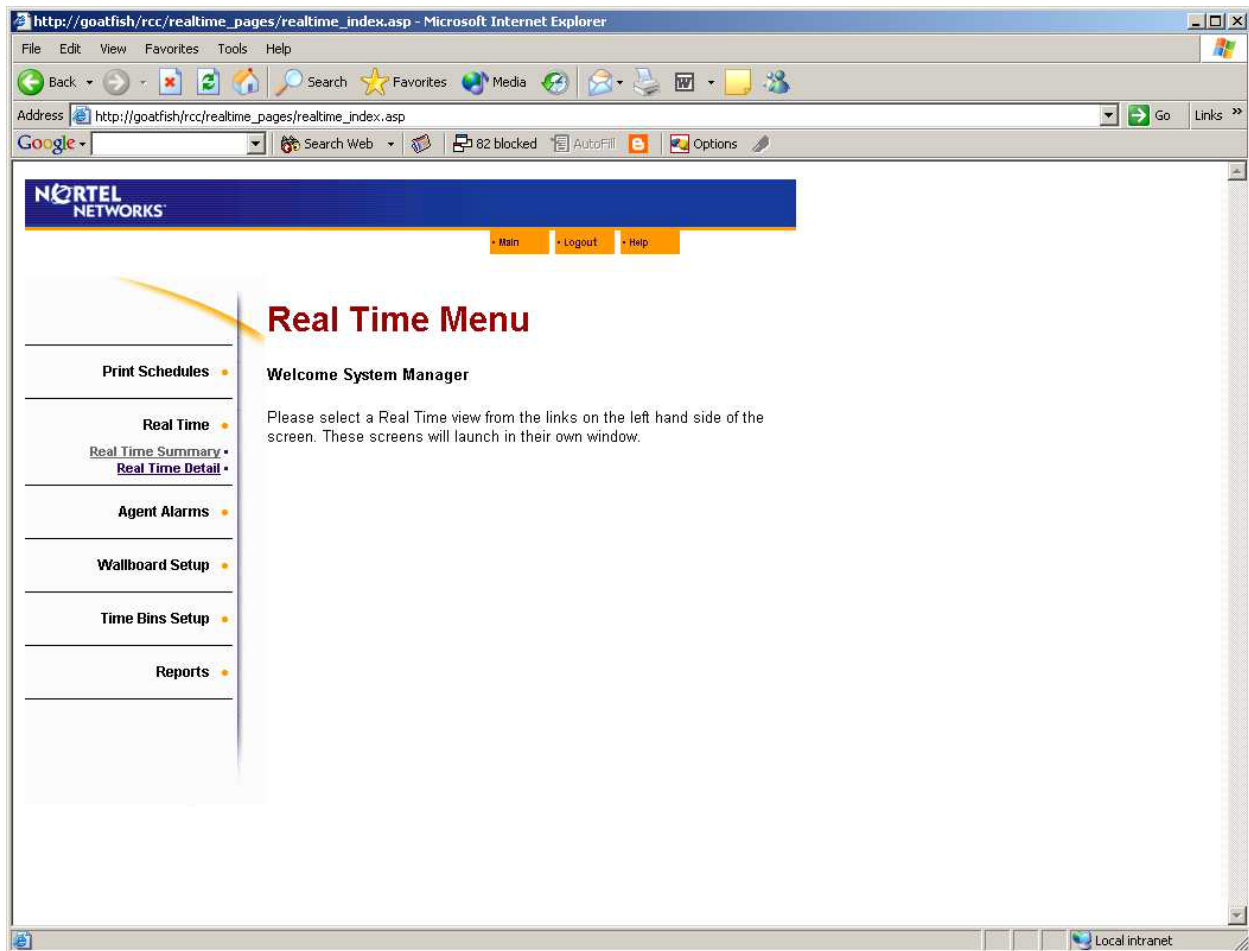 http://goatfish/rcc/realtime_pages/realtime_index.asp - Microsoft Internet Explorer
File Edit View Favorites Tools Help
Back Search Favorites Media
Address http://goatfish/rcc/realtime_pages/realtime_index.asp Go Links »
Google Search Web 82 blocked AutoFill Options
NORTEL
NETWORKS
Main Logout Help
Real Time Menu
Welcome System Manager
Please select a Real Time view from the links on the left hand side of the
screen. These screens will launch in their own window.
Print Schedules
Real Time
Real Time Summary
Real Time Detail
Agent Alarms
Wallboard Setup
Time Bins Setup
Reports
Local intranet